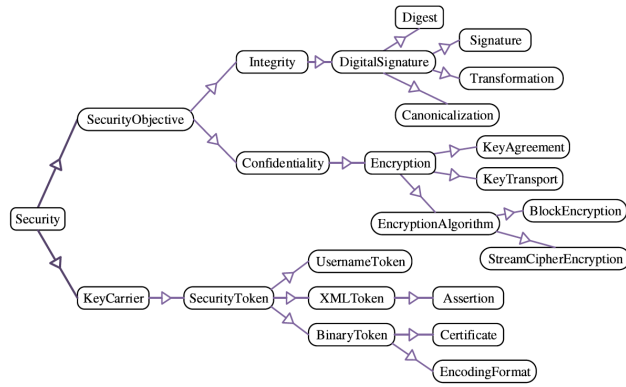 Digest
Signature
Integrity
DigitalSignature
Transformation
Canonicalization
SecurityObjective
KeyAgreement
Confidentiality
Encryption
KeyTransport
BlockEncryption
Security
EncryptionAlgorithm
StreamCipherEncryption
UsernameToken
KeyCarrier
SecurityToken
XMLToken
Assertion
BinaryToken
Certificate
EncodingFormat